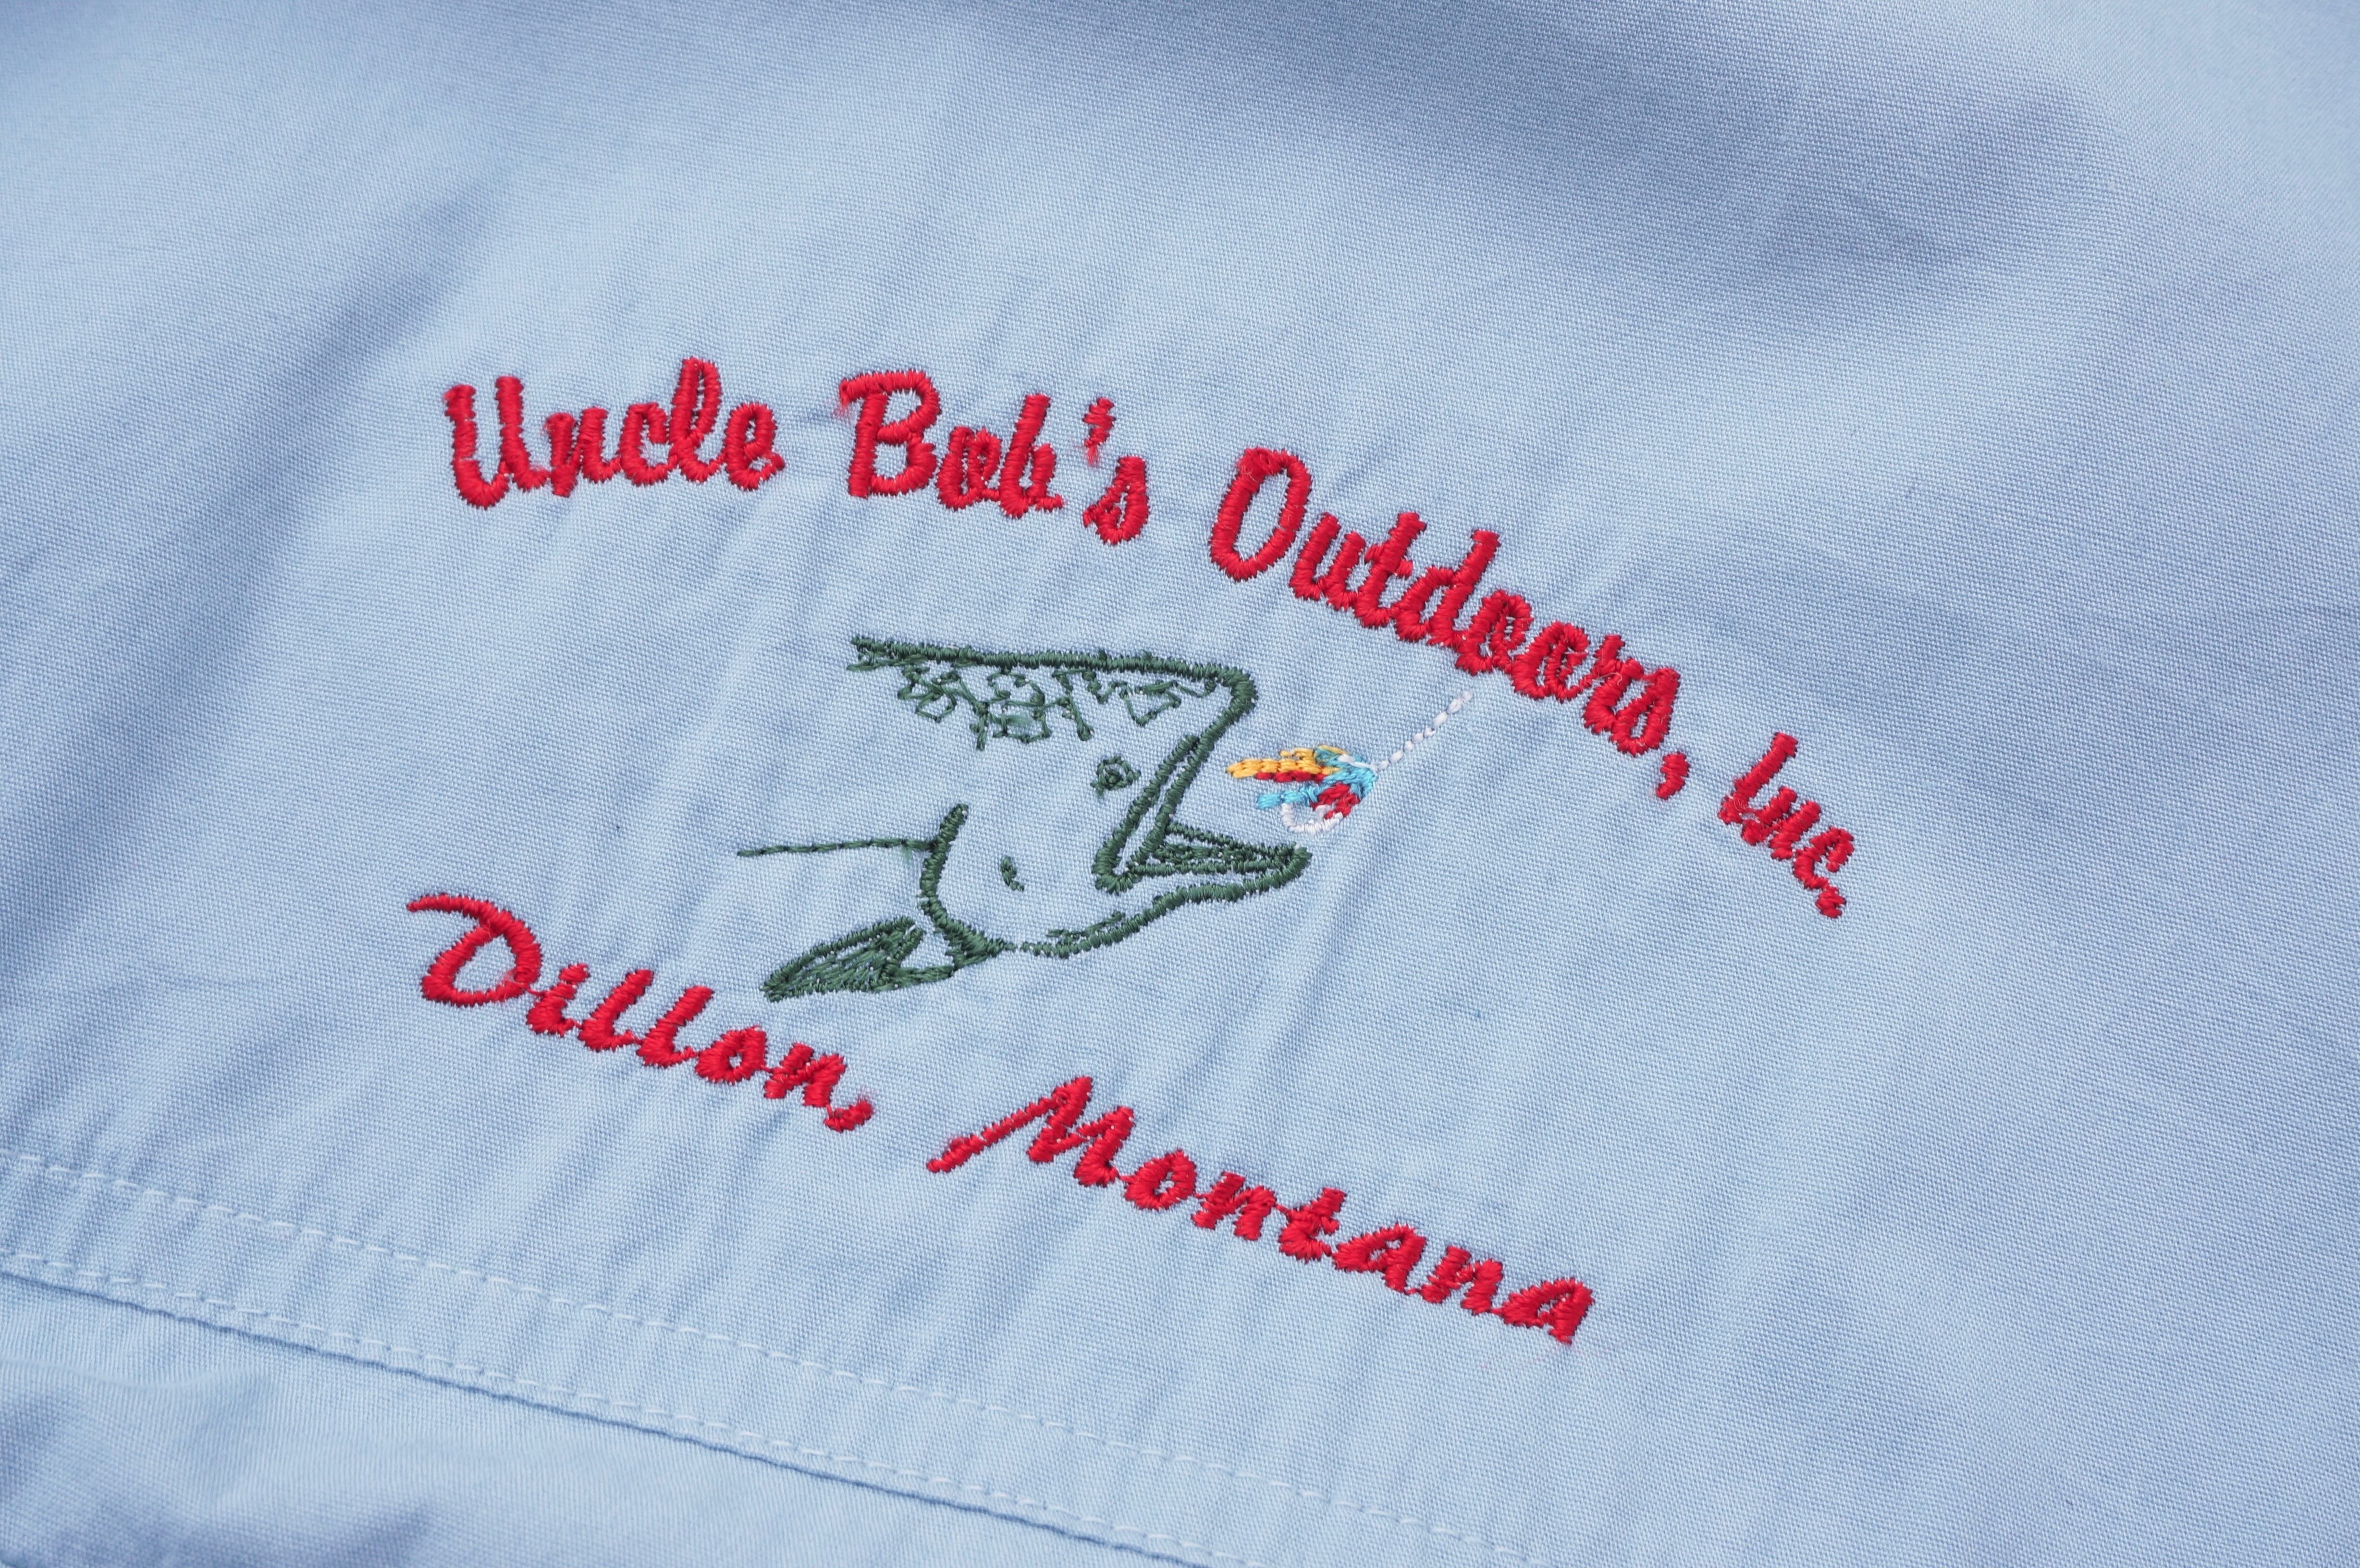 Uncle Bob's Outdoors, Inc.
Dillon, Montana